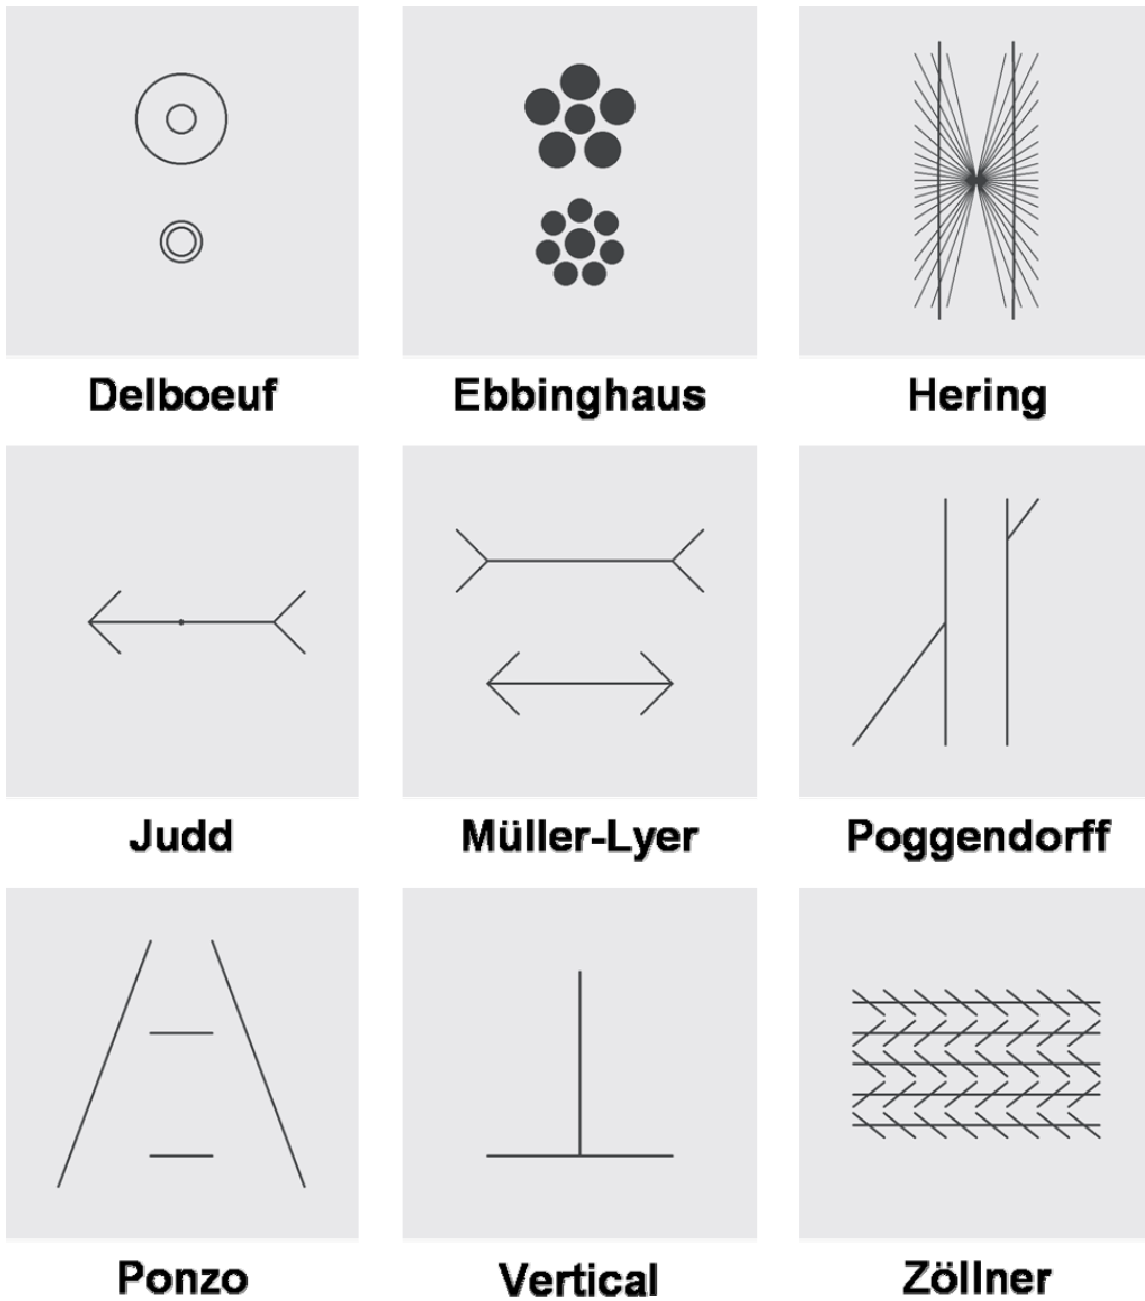 Delboeuf
Ebbinghaus
Hering
Judd
Müller-Lyer
Poggendorff
Ponzo
Vertical
Zöllner